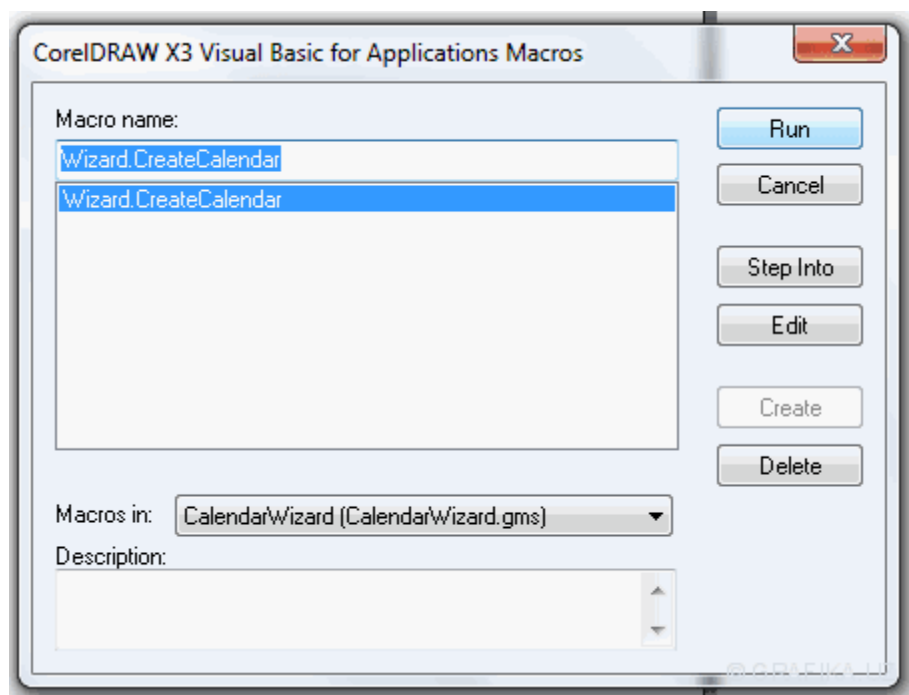 CorelDRAW X3 Visual Basic for Applications Macros
x
Macro name:
Wizard.CreateCalendar
Wizard.CreateCalendar
Run
Cancel
Step Into
Edit
Create
Delete
Macros in:
CalendarWizard (CalendarWizard.gms)
Description:
© GRAFIKA